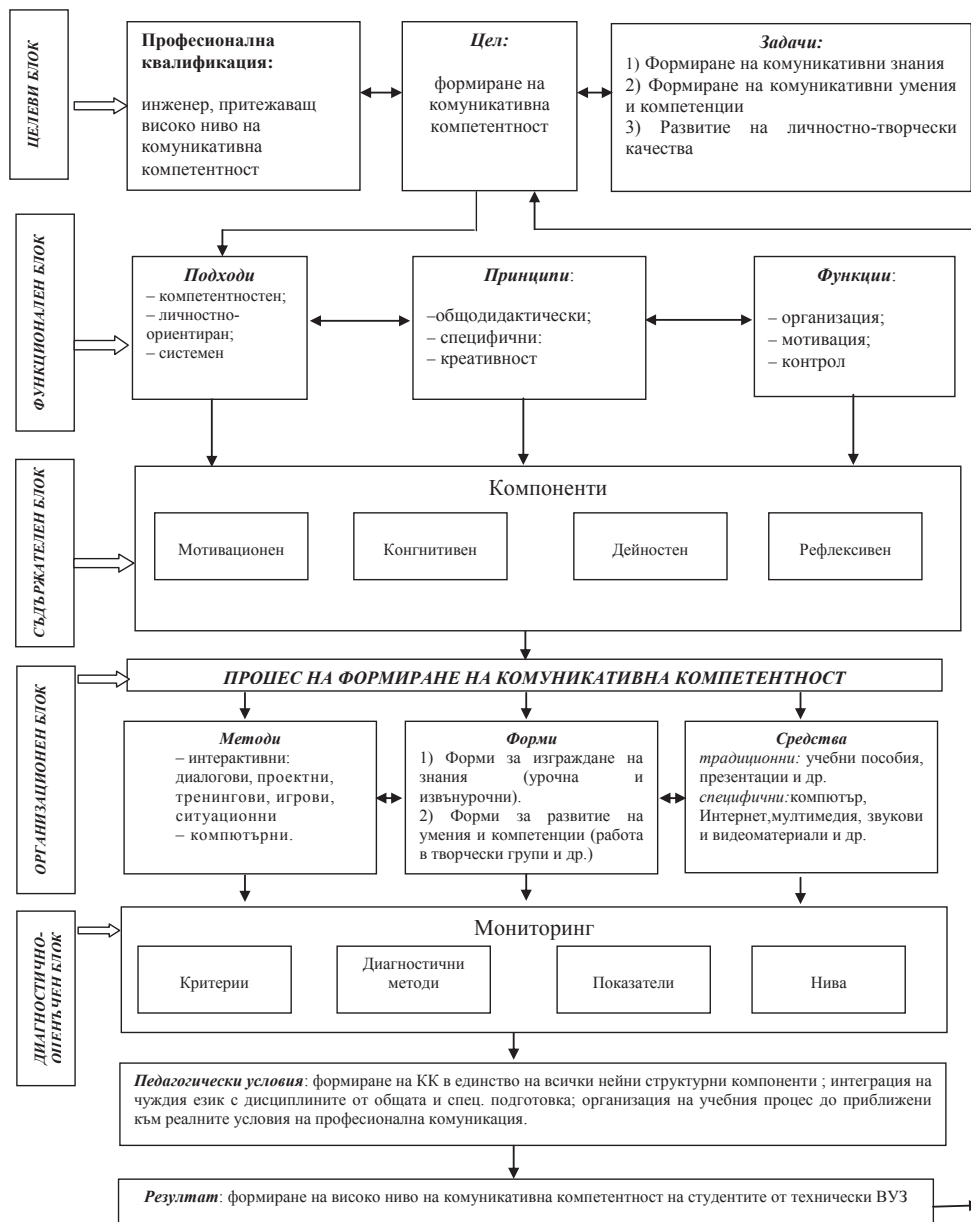 ЦЕЛЕВИ БЛОК
Професионална
квалификация:
инженер, притежаващ
високо ниво на
комуникативна
компетентност
Цел:
формиране на
комуникативна
компетентност
Задачи:
1) Формиране на комуникативни знания
2) Формиране на комуникативни умения
и компетенции
3) Развитие на личностно-творчески
качества
ФУНКЦИОНАЛЕН БЛОК
Подходи
– компетентностен;
– личностно-
ориентиран;
– системен
Принципи:
–общодидактически;
– специфични:
– креативност
Функции:
– организация;
– мотивация;
– контрол
СЪДЪРЖАТЕЛЕН БЛОК
Компоненти
Мотивационен
Конгнитивен
Дейностен
Рефлексивен
ОРГАНИЗАЦИОНЕН БЛОК
ПРОЦЕС НА ФОРМИРАНЕ НА КОМУНИКАТИВНА КОМПЕТЕНТНОСТ
Методи
– интерактивни:
диалогови, проектни,
тренингови, игрови,
ситуационни
– компютърни.
Форми
1) Форми за изграждане на
знания (урочна и
извънурочни).
2) Форми за развитие на
умения и компетенции (работа
в творчески групи и др.)
Средства
традиционни: учебни пособия,
презентации и др.
специфични:компютър,
Интернет,мултимедия, звукови
и видеоматериали и др.
ДИАГНОСТИЧНО-
ОЦЕНЪЧЕН БЛОК
Мониторинг
Критерии
Диагностични
методи
Показатели
Нива
Педагогически условия: формиране на КК в единство на всички нейни структурни компоненти ; интеграция на
чуждия език с дисциплините от общата и спец. подготовка; организация на учебния процес до приближени
към реалните условия на професионална комуникация.
Резултат: формиране на високо ниво на комуникативна компетентност на студентите от технически ВУЗ